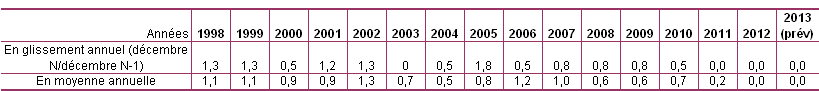 Années 1998 1999 2000 2001 2002 2003 2004 2005 2006 2007 2008 2009 2010 2011 2012 2013 (prév)
En glissement annuel (décembre
N/décembre N-1) 1,3 1,3 0,5 1,2 1,3 0 0,5 1,8 0,5 0,8 0,8 0,8 0,5 0,0 0,0 0,0
En moyenne annuelle 1,1 1,1 0,9 0,9 1,3 0,7 0,5 0,8 1,2 1,0 0,6 0,6 0,7 0,2 0,0 0,0